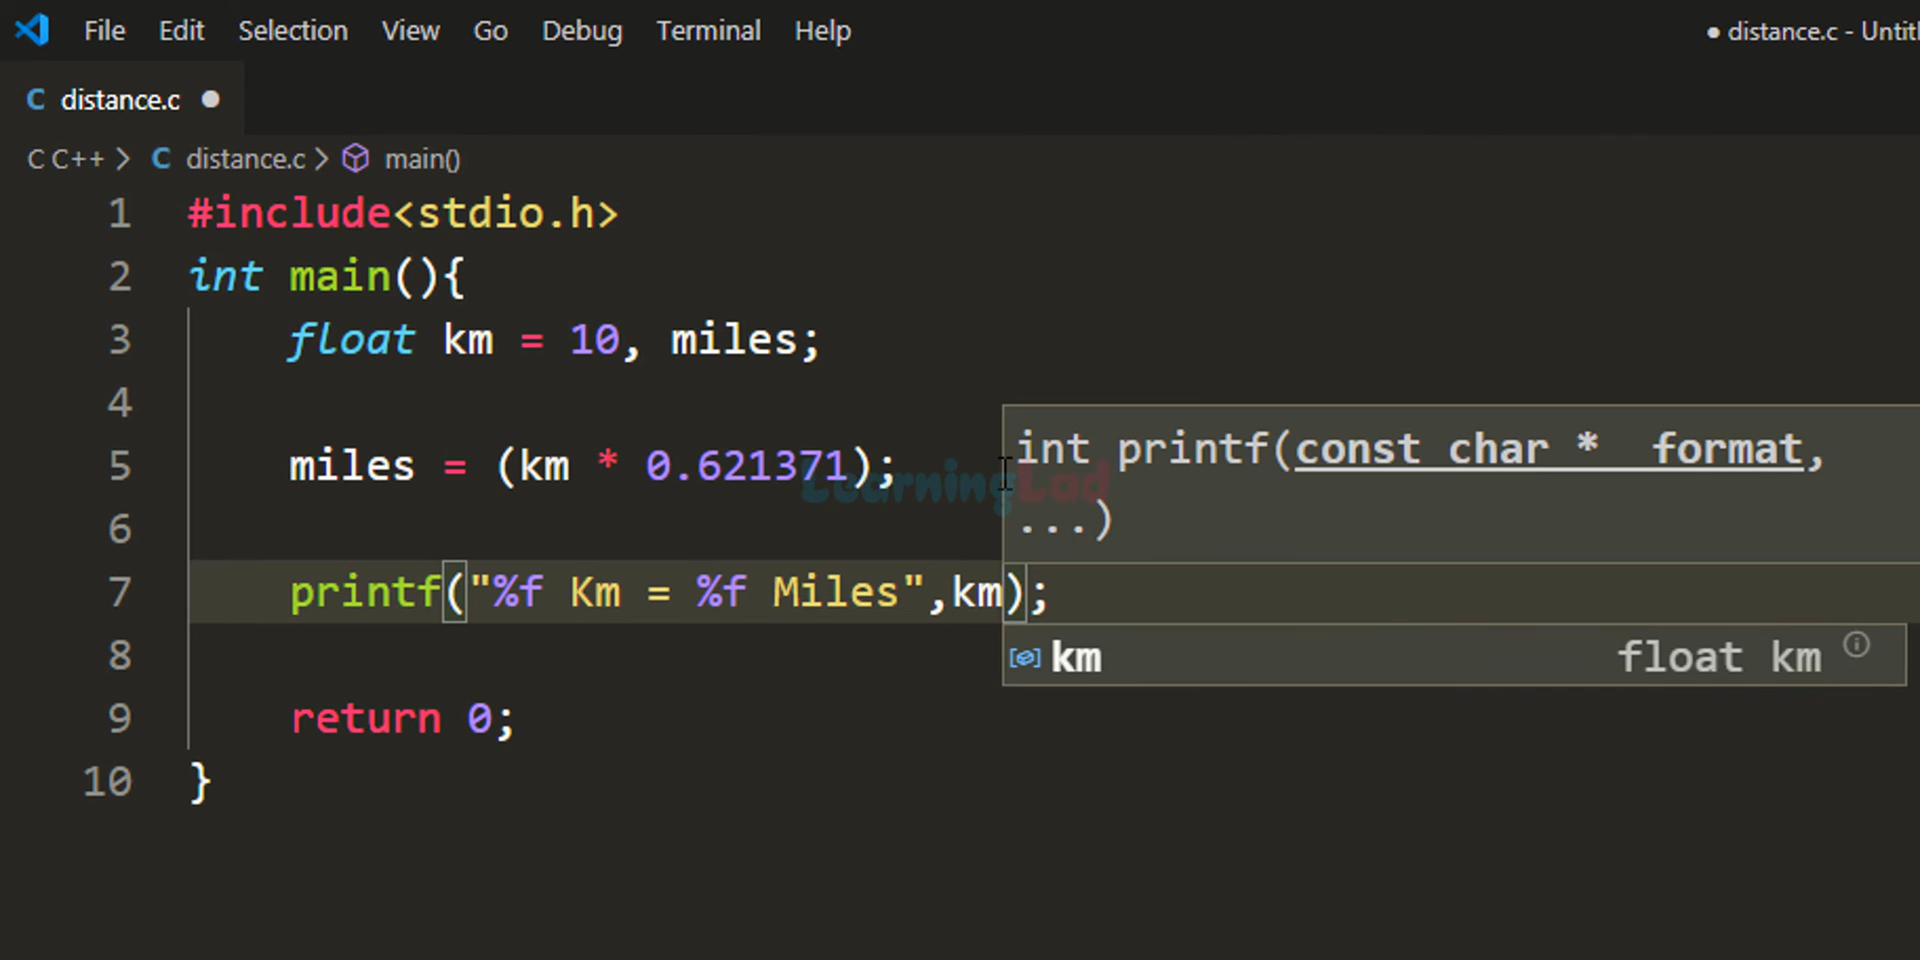 File Edit Selection View Go Debug Terminal Help
● distance.c - Untitl
C distance.c ●
C C++ > C distance.c > main()
1 #include<stdio.h>
2 int main(){
3 float km = 10, miles;
4
5 miles = (km * 0.621371);
LearningLad
int printf(const char * format,
...)
6
7 printf("%f Km = %f Miles",km);
km float km
8
9 return 0;
10 }